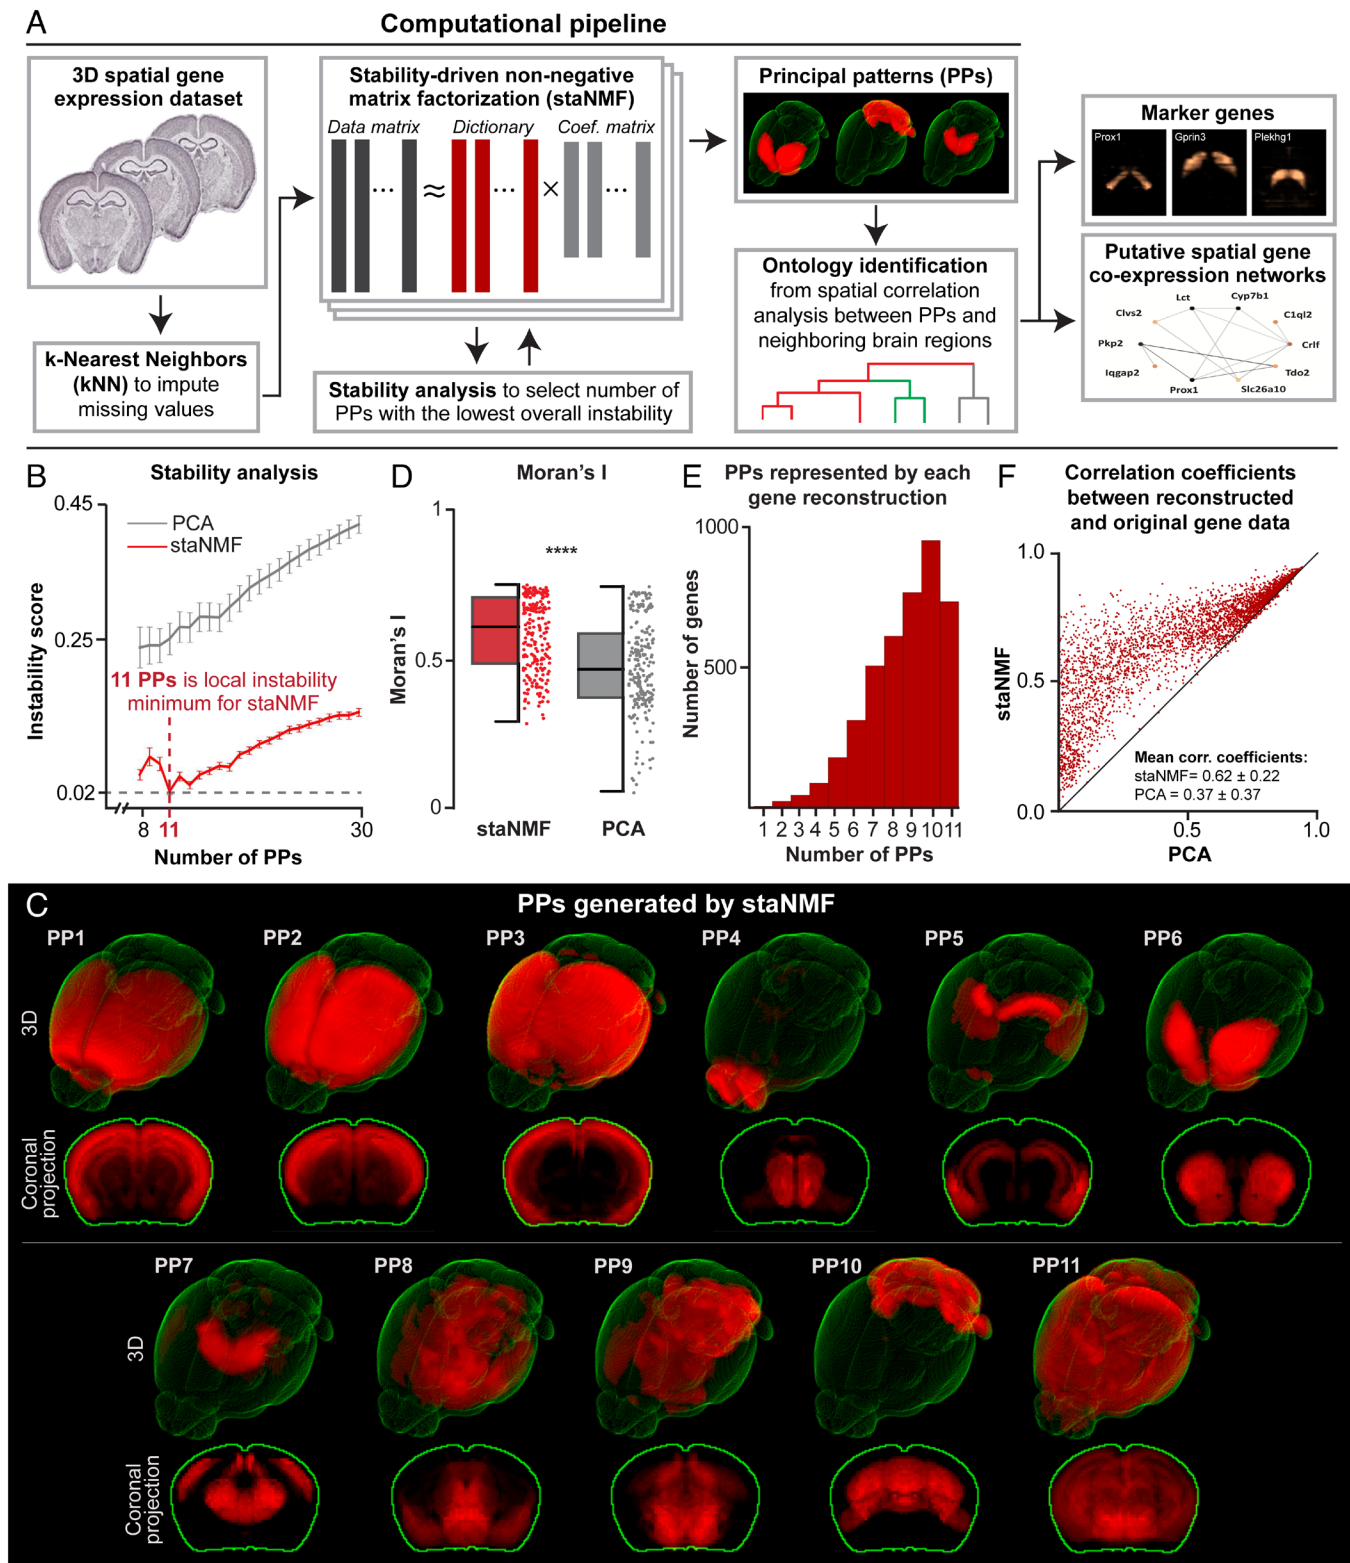 A
Computational pipeline
3D spatial gene
expression dataset
k-Nearest Neighbors
(kNN) to impute
missing values
Stability-driven non-negative
matrix factorization (staNMF)
Data matrix
Dictionary
Coef. matrix
...
≈
...
×
...
Stability analysis to select number of
PPs with the lowest overall instability
Principal patterns (PPs)
Ontology identification
from spatial correlation
analysis between PPs and
neighboring brain regions
Marker genes
Prox1
Gprin3
Plekhg1
Putative spatial gene
co-expression networks
Lct
Cyp7b1
Clvs2
C1ql2
Pkp2
Crlf
Iqgap2
Tdo2
Prox1
Slc26a10
B
Stability analysis
0.45
0.25
0.02
Instability score
PCA
staNMF
11 PPs is local instability
minimum for staNMF
8
11
30
Number of PPs
D
Moran's I
1
0.5
0
Moran's I
****
staNMF
PCA
E
PPs represented by each
gene reconstruction
1000
500
Number of genes
1 2 3 4 5 6 7 8 9 10 11
Number of PPs
F
Correlation coefficients
between reconstructed
and original gene data
1.0
0.5
0.0
staNMF
Mean corr. coefficients:
staNMF= 0.62 ± 0.22
PCA = 0.37 ± 0.37
0.5
1.0
PCA
C
PPs generated by staNMF
PP1
PP2
PP3
PP4
PP5
PP6
3D
Coronal
projection
PP7
PP8
PP9
PP10
PP11
3D
Coronal
projection